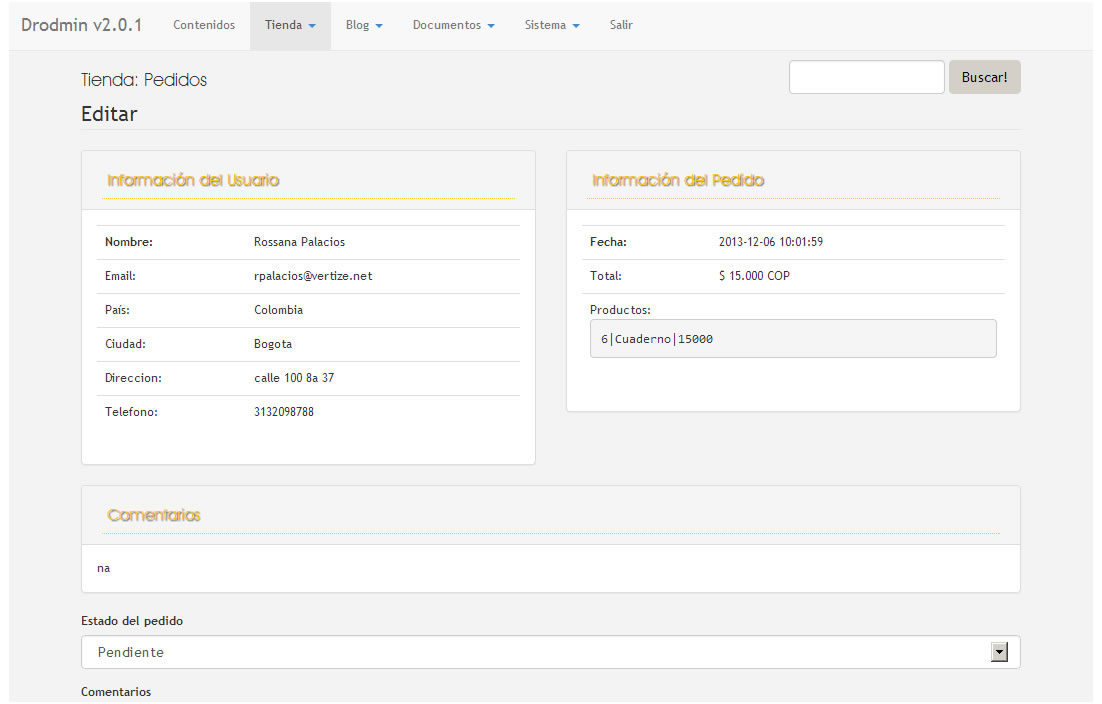 Drodmin v2.0.1 Contenidos Tienda Blog Documentos Sistema Salir
Tienda: Pedidos
Buscar!
Editar
Información del Usuario
Nombre: Rossana Palacios
Email: rpalacios@vertize.net
País: Colombia
Ciudad: Bogota
Direccion: calle 100 8a 37
Telefono: 3132098788
Información del Pedido
Fecha: 2013-12-06 10:01:59
Total: $ 15.000 COP
Productos:
6|Cuaderno|15000
Comentarios
na
Estado del pedido
Pendiente
Comentarios